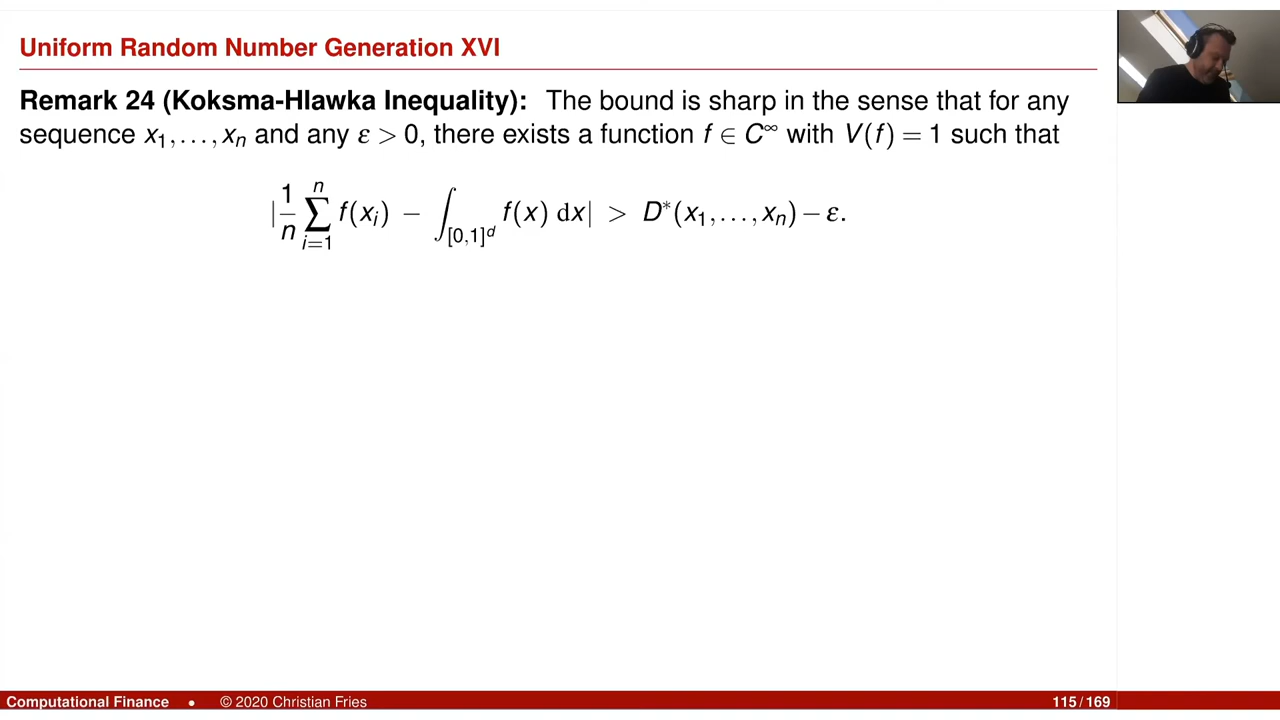 Uniform Random Number Generation XVI
Remark 24 (Koksma-Hlawka Inequality): The bound is sharp in the sense that for any
sequence x₁,...,xₙ and any ε > 0, there exists a function f ∈ C^∞ with V(f) = 1 such that
|1/n ∑_{i=1}^{n} f(xᵢ) − ∫_{[0,1]^d} f(x) dx| > D*(x₁,...,xₙ) − ε.
Computational Finance • © 2020 Christian Fries 115/169